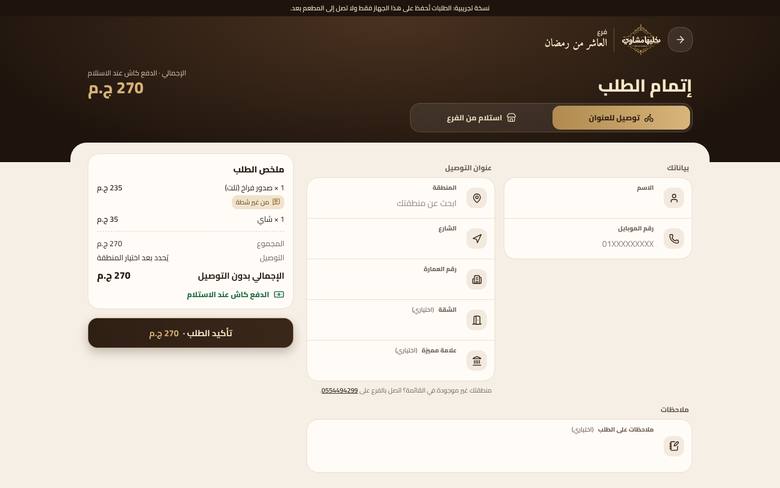 نسخة تجريبية: الطلبات تُحفظ على هذا الجهاز فقط ولا تصل إلى المطعم بعد.
خليها مشاوي
فرع
العاشر من رمضان
إتمام الطلب
الإجمالي · الدفع كاش عند الاستلام
270 ج.م
توصيل للعنوان
استلام من الفرع
بياناتك
الاسم
رقم الموبايل
01XXXXXXXXX
عنوان التوصيل
المنطقة
ابحث عن منطقتك
الشارع
رقم العمارة
الشقة (اختياري)
علامة مميزة (اختياري)
منطقتك غير موجودة في القائمة؟ اتصل بالفرع على 0554494299.
ملاحظات
ملاحظات على الطلب (اختياري)
ملخص الطلب
1 × صدور فراخ (تلت) 235 ج.م
من غير شطة
1 × شاي 35 ج.م
المجموع 270 ج.م
التوصيل يُحدد بعد اختيار المنطقة
الإجمالي بدون التوصيل 270 ج.م
الدفع كاش عند الاستلام
تأكيد الطلب · 270 ج.م